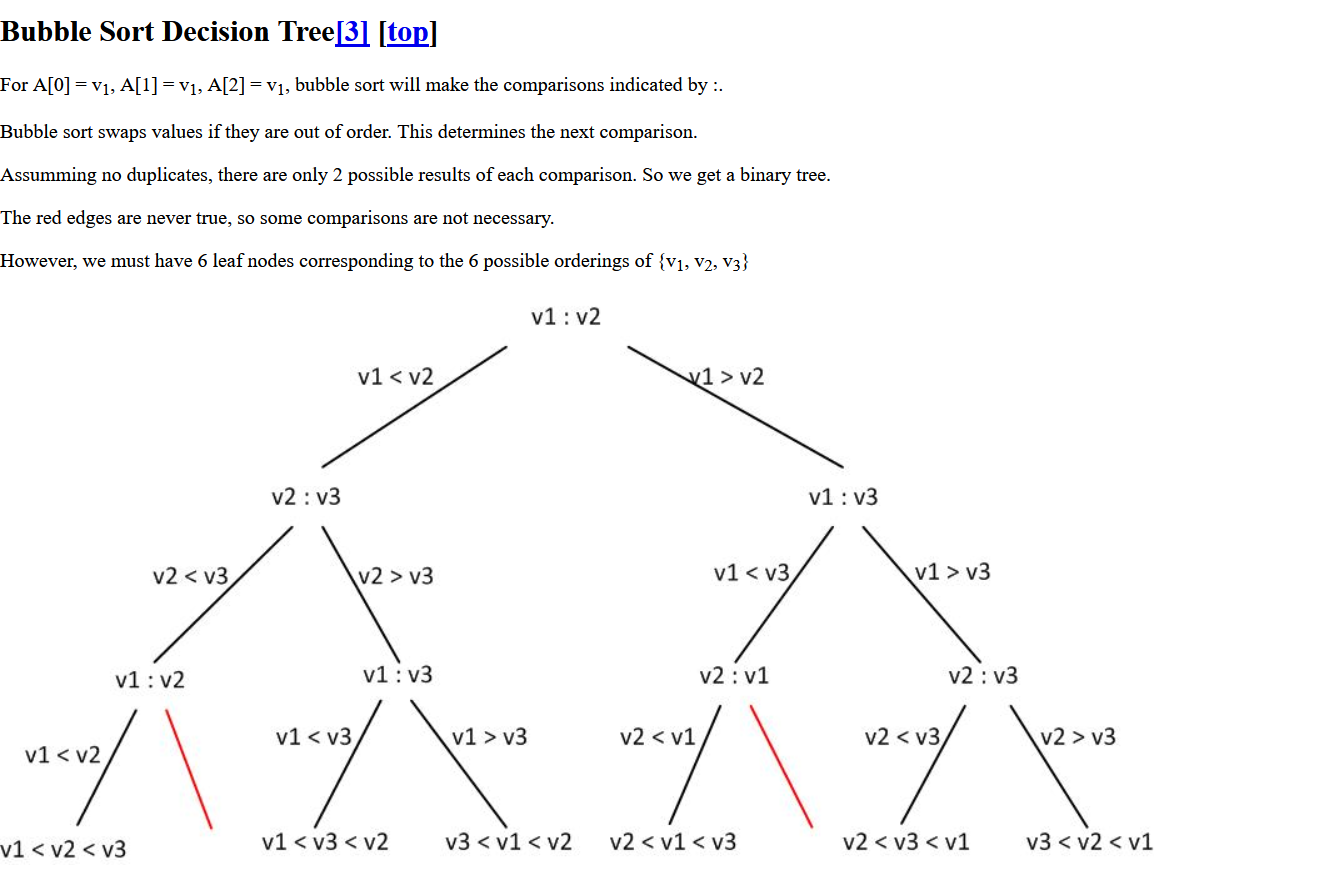 Bubble Sort Decision Tree[3] [top]
For A[0] = v1, A[1] = v1, A[2] = v1, bubble sort will make the comparisons indicated by :.
Bubble sort swaps values if they are out of order. This determines the next comparison.
Assumming no duplicates, there are only 2 possible results of each comparison. So we get a binary tree.
The red edges are never true, so some comparisons are not necessary.
However, we must have 6 leaf nodes corresponding to the 6 possible orderings of {v1, v2, v3}
v1 : v2
v1 < v2 v1 > v2
v2 : v3 v1 : v3
v2 < v3 v2 > v3 v1 < v3 v1 > v3
v1 : v2 v1 : v3 v2 : v1 v2 : v3
v1 < v2 v1 < v3 v1 > v3 v2 < v1 v2 < v3 v2 > v3
v1 < v2 < v3 v1 < v3 < v2 v3 < v1 < v2 v2 < v1 < v3 v2 < v3 < v1 v3 < v2 < v1